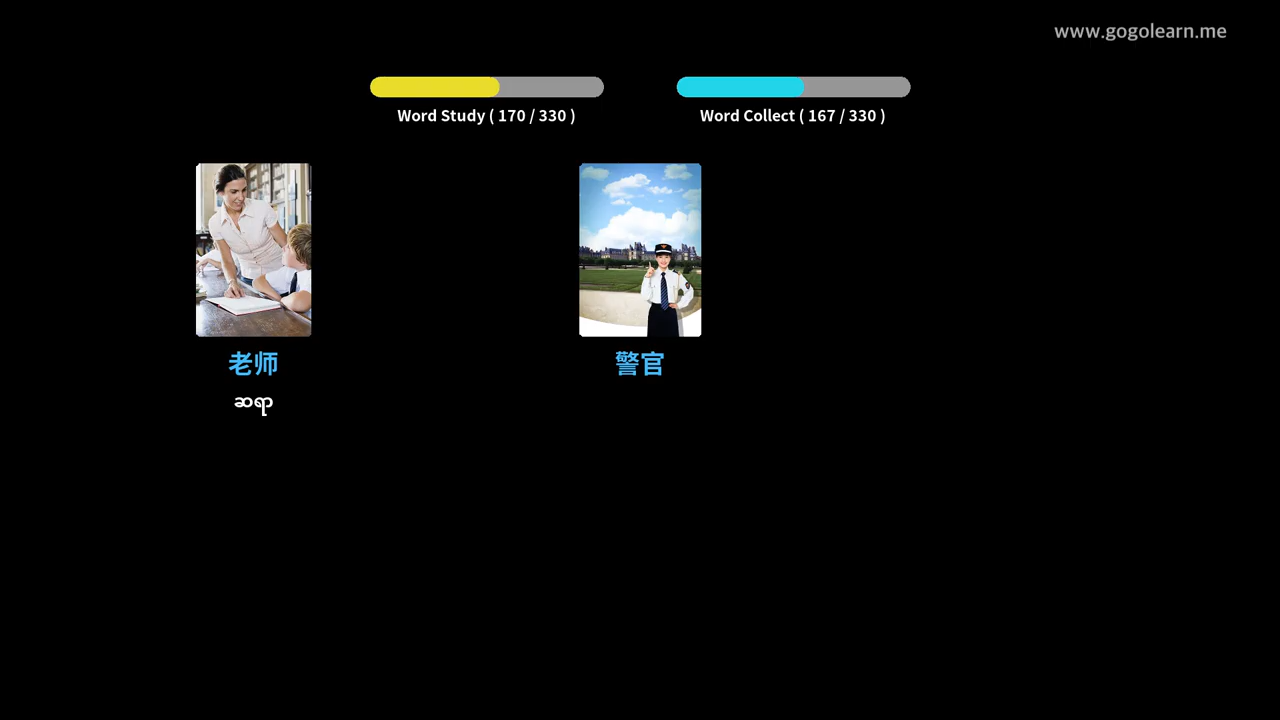 www.gogolearn.me
Word Study ( 170 / 330 )
Word Collect ( 167 / 330 )
老师
警官
ဆရာ